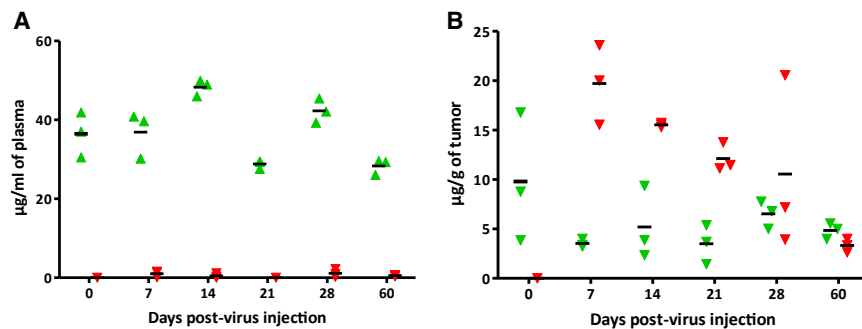 A
µg/ml of plasma
60
40
20
0
0 7 14 21 28 60
Days post-virus injection
B
µg/g of tumor
25
20
15
10
5
0
0 7 14 21 28 60
Days post-virus injection